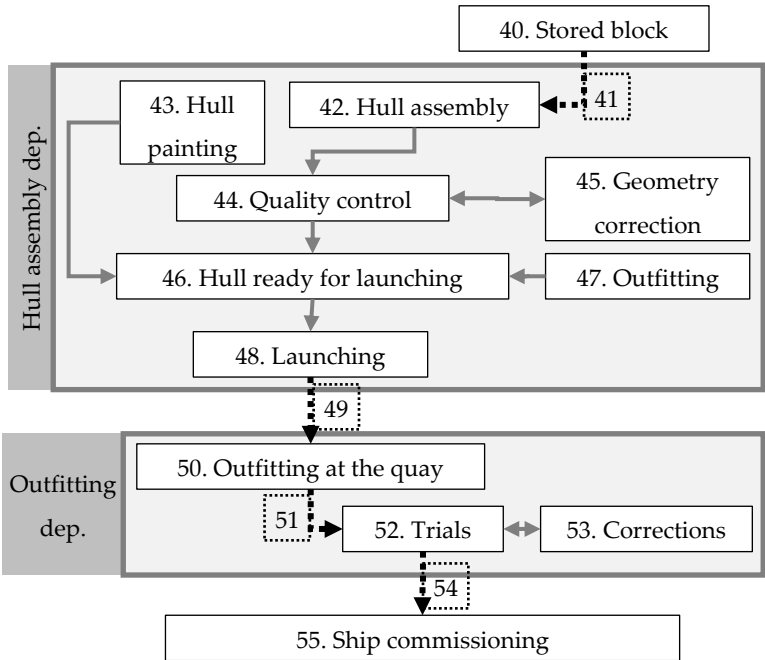 40. Stored block
Hull assembly dep.
43. Hull
painting
42. Hull assembly
41
44. Quality control
45. Geometry
correction
46. Hull ready for launching
47. Outfitting
48. Launching
49
Outfitting
dep.
50. Outfitting at the quay
51
52. Trials
53. Corrections
54
55. Ship commissioning